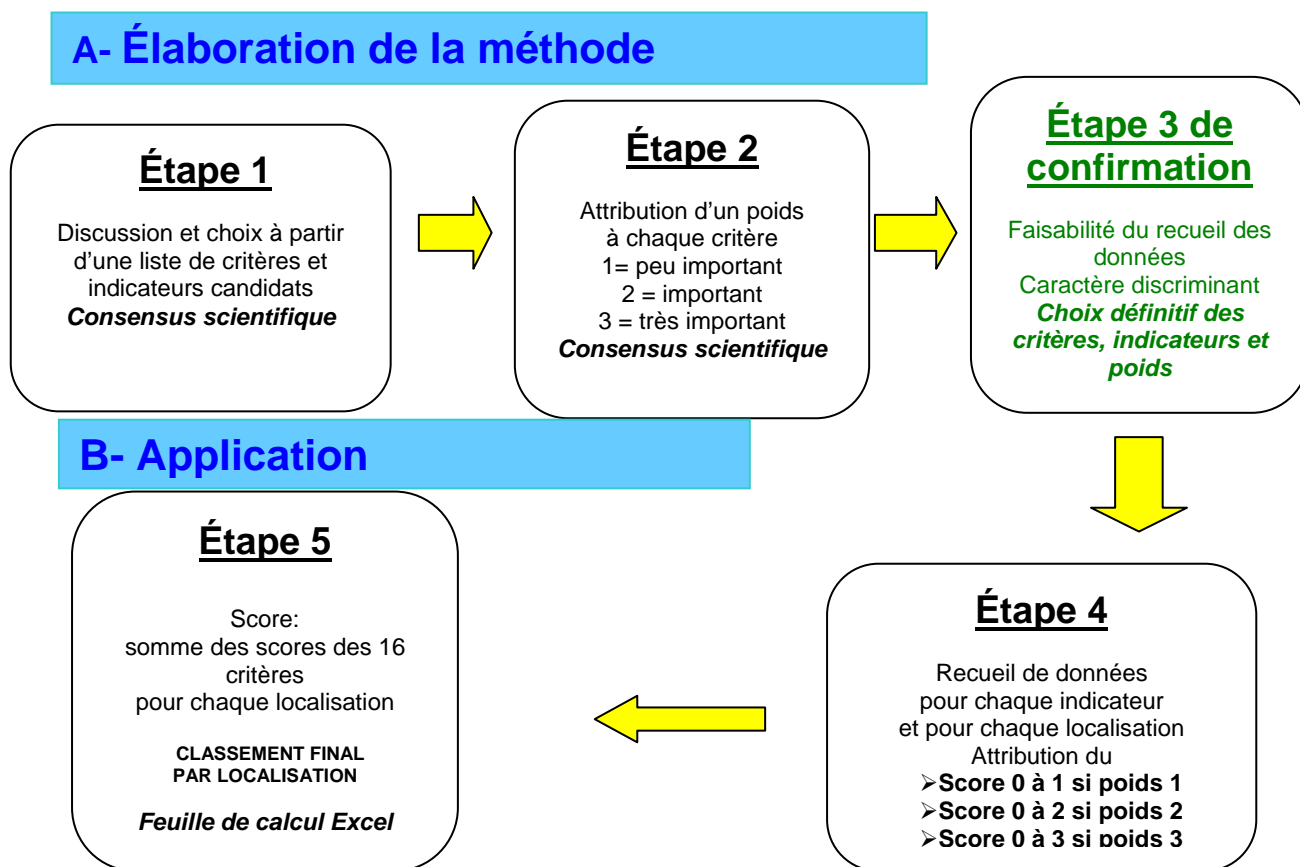 A- Élaboration de la méthode
Étape 1
Discussion et choix à partir
d'une liste de critères et
indicateurs candidats
Consensus scientifique
Étape 2
Attribution d'un poids
à chaque critère
1= peu important
2 = important
3 = très important
Consensus scientifique
Étape 3 de
confirmation
Faisabilité du recueil des
données
Caractère discriminant
Choix définitif des
critères, indicateurs et
poids
B- Application
Étape 4
Recueil de données
pour chaque indicateur
et pour chaque localisation
Attribution du
➢Score 0 à 1 si poids 1
➢Score 0 à 2 si poids 2
➢Score 0 à 3 si poids 3
Étape 5
Score:
somme des scores des 16
critères
pour chaque localisation
CLASSEMENT FINAL
PAR LOCALISATION
Feuille de calcul Excel